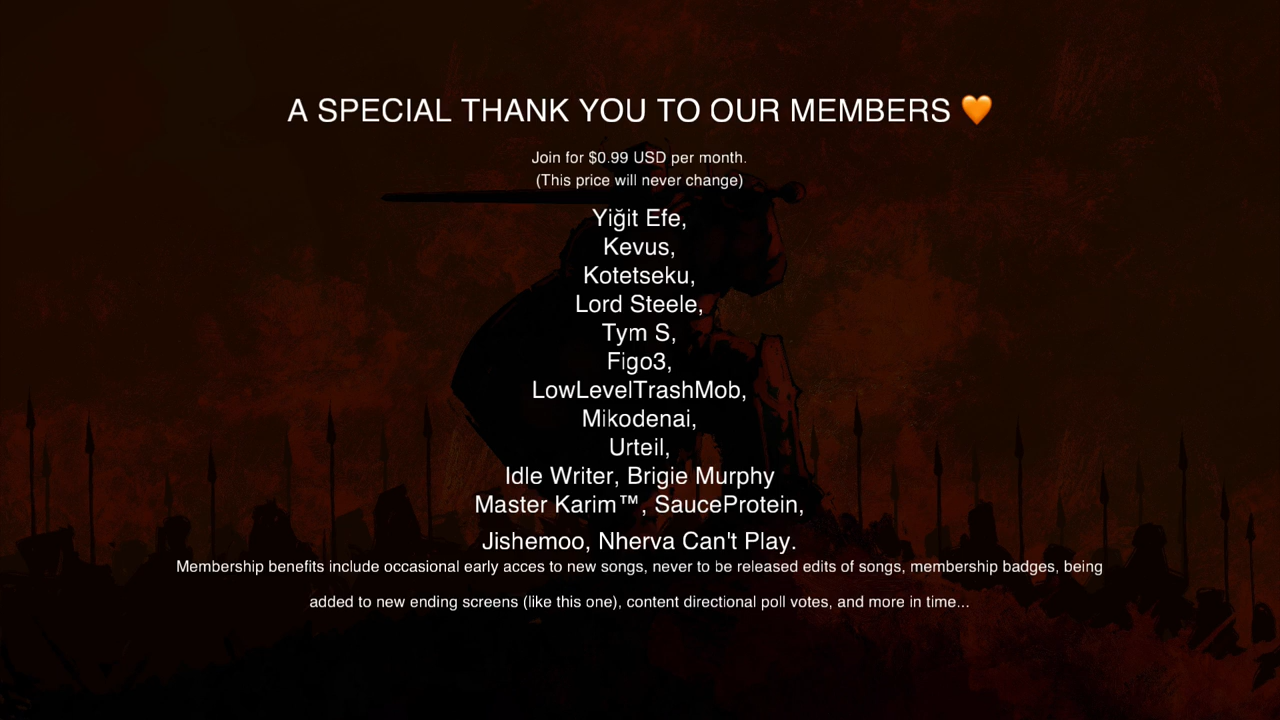 A SPECIAL THANK YOU TO OUR MEMBERS 🧡
Join for $0.99 USD per month.
(This price will never change)
Yiğit Efe,
Kevus,
Kotetseku,
Lord Steele,
Tym S,
Figo3,
LowLevelTrashMob,
Mikodenai,
Urteil,
Idle Writer, Brigie Murphy
Master Karim™, SauceProtein,
Jishemoo, Nherva Can't Play.
Membership benefits include occasional early acces to new songs, never to be released edits of songs, membership badges, being
added to new ending screens (like this one), content directional poll votes, and more in time...